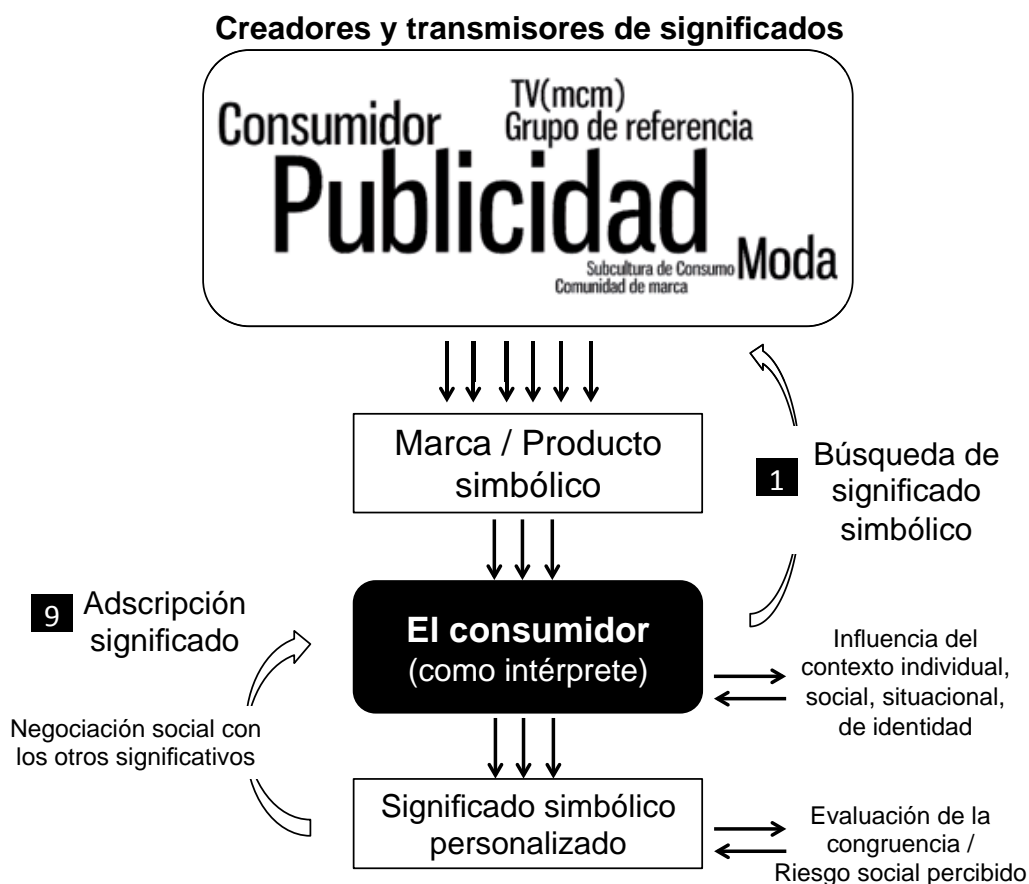 Creadores y transmisores de significados
TV(mcm)
Consumidor
Grupo de referencia
Publicidad
Subcultura de Consumo
Moda
Comunidad de marca
Marca / Producto
simbólico
1
Búsqueda de
significado
simbólico
9
Adscripción
significado
El consumidor
(como intérprete)
Influencia del
contexto individual,
social, situacional,
de identidad
Negociación social con
los otros significativos
Significado simbólico
personalizado
Evaluación de la
congruencia /
Riesgo social percibido